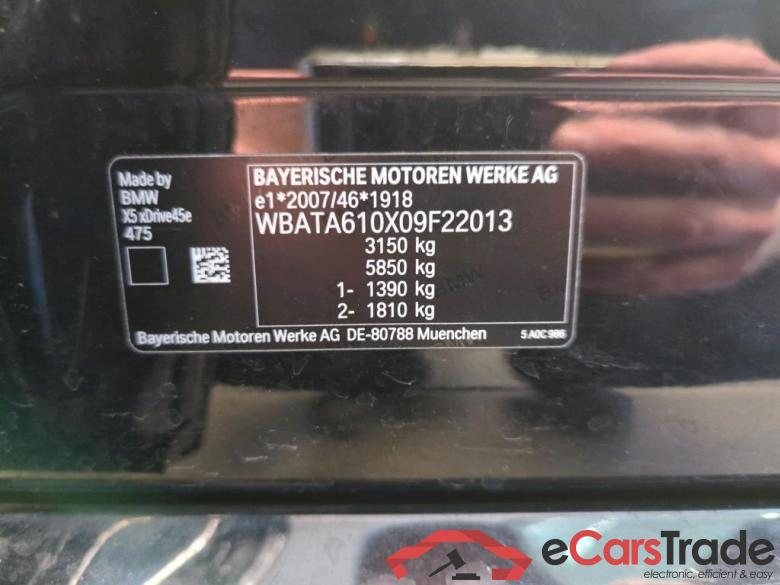 Made by
BMW
X5 xDrive45e
475
BAYERISCHE MOTOREN WERKE AG
e1*2007/46*1918
WBATA610X09F22013
3150 kg
5850 kg
1- 1390 kg
2- 1810 kg
Bayerische Motoren Werke AG DE-80788 Muenchen
5 A0C 986
eCarsTrade
electronic, efficient & easy